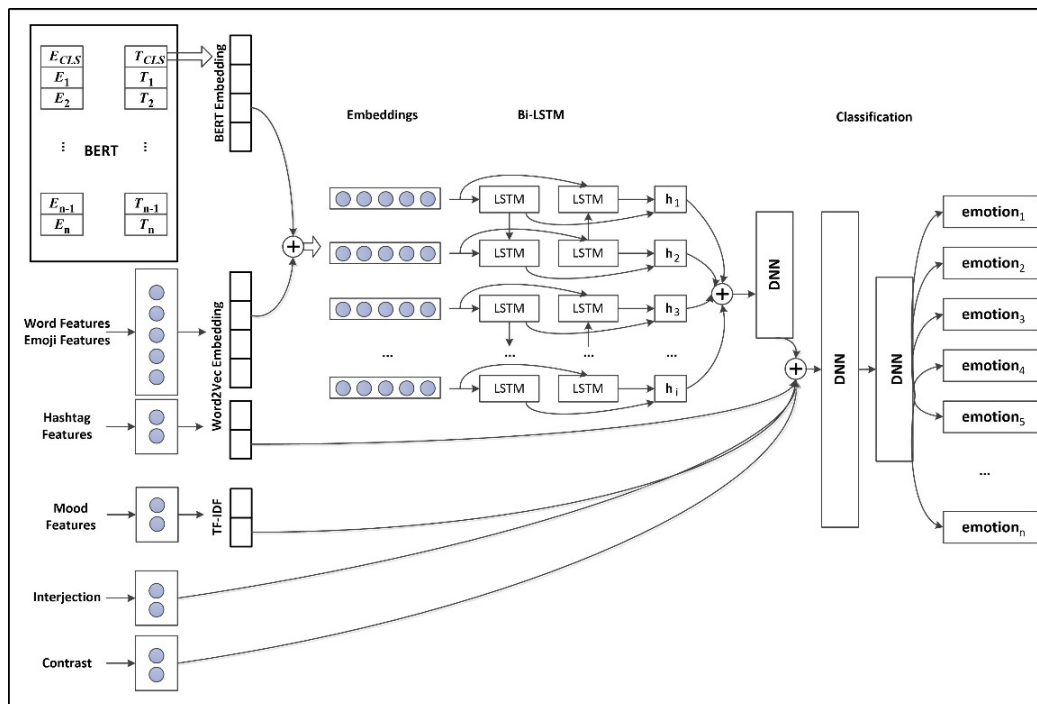 E_CLS
E_1
E_2
⋮
E_n-1
E_n
BERT
T_CLS
T_1
T_2
⋮
T_n-1
T_n
BERT Embedding
Word Features
Emoji Features
Word2Vec Embedding
Hashtag
Features
Mood
Features
TF-IDF
Interjection
Contrast
+
Embeddings
Bi-LSTM
LSTM
LSTM
h_1
LSTM
LSTM
h_2
LSTM
LSTM
h_3
...
...
...
...
LSTM
LSTM
h_i
+
DNN
+
Classification
DNN
DNN
emotion_1
emotion_2
emotion_3
emotion_4
emotion_5
...
emotion_n